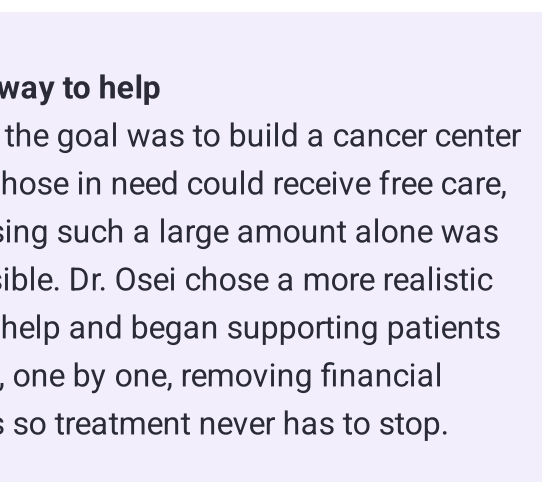 way to help
the goal was to build a cancer center
hose in need could receive free care,
sing such a large amount alone was
sible. Dr. Osei chose a more realistic
help and began supporting patients
, one by one, removing financial
s so treatment never has to stop.